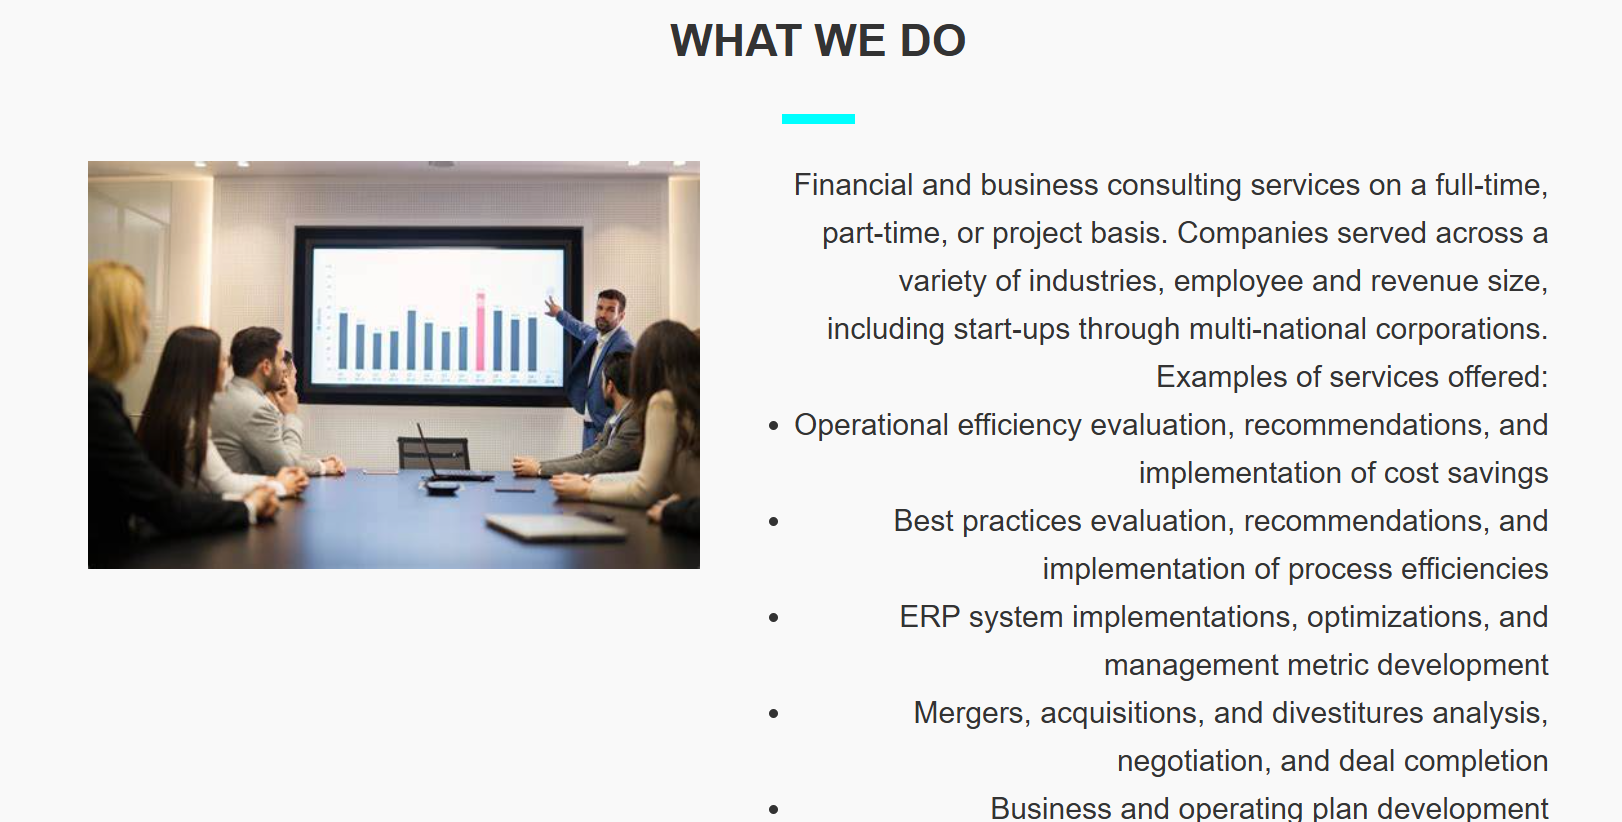 WHAT WE DO
Financial and business consulting services on a full-time,
part-time, or project basis. Companies served across a
variety of industries, employee and revenue size,
including start-ups through multi-national corporations.
Examples of services offered:
• Operational efficiency evaluation, recommendations, and
implementation of cost savings
• Best practices evaluation, recommendations, and
implementation of process efficiencies
• ERP system implementations, optimizations, and
management metric development
• Mergers, acquisitions, and divestitures analysis,
negotiation, and deal completion
• Business and operating plan development